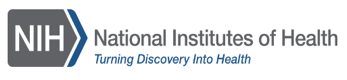 NIH National Institutes of Health
Turning Discovery Into Health